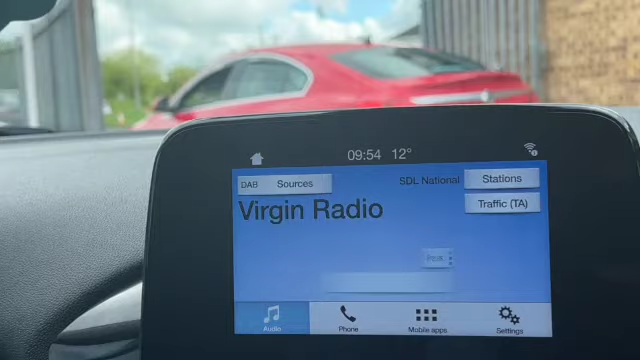 09:54 12°
DAB Sources
SDL National
Stations
Virgin Radio
Traffic (TA)
Audio
Phone
Mobile apps
Settings